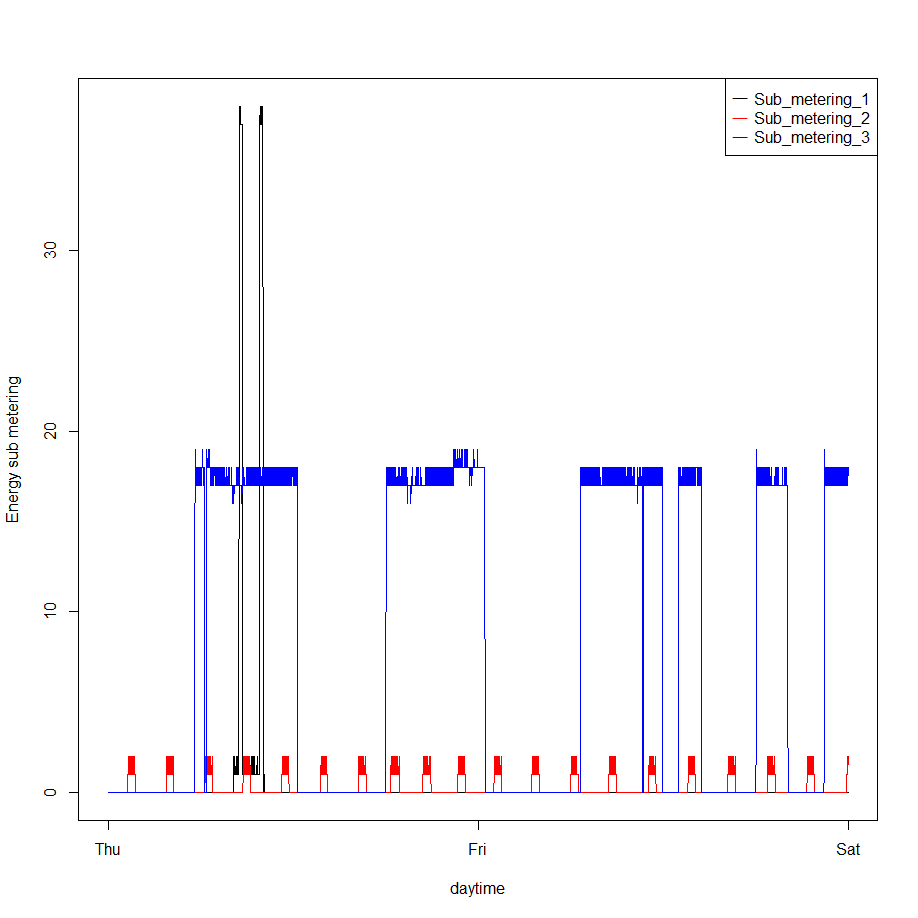 Sub_metering_1
Sub_metering_2
Sub_metering_3
30
20
10
0
Energy sub metering
Thu
Fri
Sat
daytime